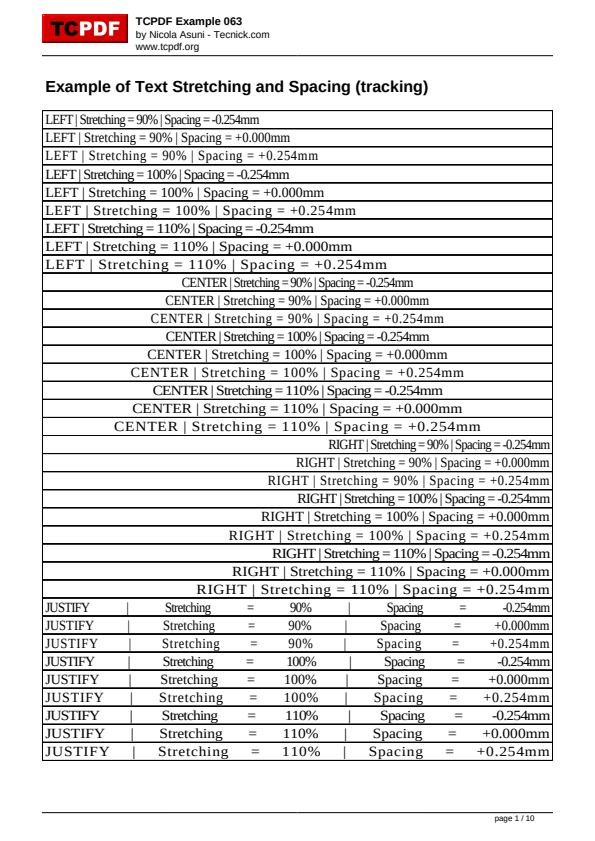 TCPDF
TCPDF Example 063
by Nicola Asuni - Tecnick.com
www.tcpdf.org
Example of Text Stretching and Spacing (tracking)
LEFT | Stretching = 90% | Spacing = -0.254mm
LEFT | Stretching = 90% | Spacing = +0.000mm
LEFT | Stretching = 90% | Spacing = +0.254mm
LEFT | Stretching = 100% | Spacing = -0.254mm
LEFT | Stretching = 100% | Spacing = +0.000mm
LEFT | Stretching = 100% | Spacing = +0.254mm
LEFT | Stretching = 110% | Spacing = -0.254mm
LEFT | Stretching = 110% | Spacing = +0.000mm
LEFT | Stretching = 110% | Spacing = +0.254mm
CENTER | Stretching = 90% | Spacing = -0.254mm
CENTER | Stretching = 90% | Spacing = +0.000mm
CENTER | Stretching = 90% | Spacing = +0.254mm
CENTER | Stretching = 100% | Spacing = -0.254mm
CENTER | Stretching = 100% | Spacing = +0.000mm
CENTER | Stretching = 100% | Spacing = +0.254mm
CENTER | Stretching = 110% | Spacing = -0.254mm
CENTER | Stretching = 110% | Spacing = +0.000mm
CENTER | Stretching = 110% | Spacing = +0.254mm
RIGHT | Stretching = 90% | Spacing = -0.254mm
RIGHT | Stretching = 90% | Spacing = +0.000mm
RIGHT | Stretching = 90% | Spacing = +0.254mm
RIGHT | Stretching = 100% | Spacing = -0.254mm
RIGHT | Stretching = 100% | Spacing = +0.000mm
RIGHT | Stretching = 100% | Spacing = +0.254mm
RIGHT | Stretching = 110% | Spacing = -0.254mm
RIGHT | Stretching = 110% | Spacing = +0.000mm
RIGHT | Stretching = 110% | Spacing = +0.254mm
JUSTIFY | Stretching = 90% | Spacing = -0.254mm
JUSTIFY | Stretching = 90% | Spacing = +0.000mm
JUSTIFY | Stretching = 90% | Spacing = +0.254mm
JUSTIFY | Stretching = 100% | Spacing = -0.254mm
JUSTIFY | Stretching = 100% | Spacing = +0.000mm
JUSTIFY | Stretching = 100% | Spacing = +0.254mm
JUSTIFY | Stretching = 110% | Spacing = -0.254mm
JUSTIFY | Stretching = 110% | Spacing = +0.000mm
JUSTIFY | Stretching = 110% | Spacing = +0.254mm
page 1 / 10